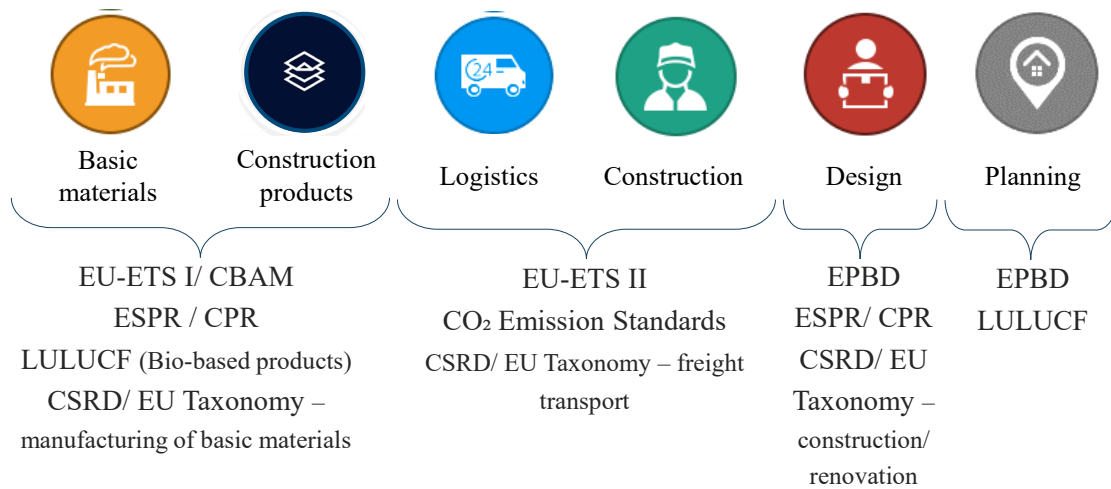 24
Basic
materials
Construction
products
Logistics
Construction
Design
Planning
EU-ETS I/ CBAM
ESPR / CPR
LULUCF (Bio-based products)
CSRD/ EU Taxonomy –
manufacturing of basic materials
EU-ETS II
CO₂ Emission Standards
CSRD/ EU Taxonomy – freight
transport
EPBD
ESPR/ CPR
CSRD/ EU
Taxonomy –
construction/
renovation
EPBD
LULUCF